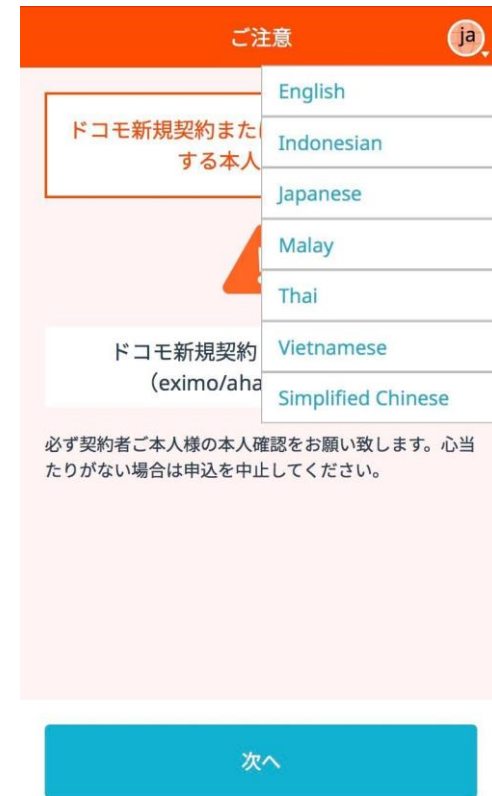 ご注意
ja
English
Indonesian
Japanese
Malay
Thai
Vietnamese
Simplified Chinese
ドコモ新規契約また
する本人
ドコモ新規契約
（eximo/aha
必ず契約者ご本人様の本人確認をお願い致します。心当
たりがない場合は申込を中止してください。
次へ